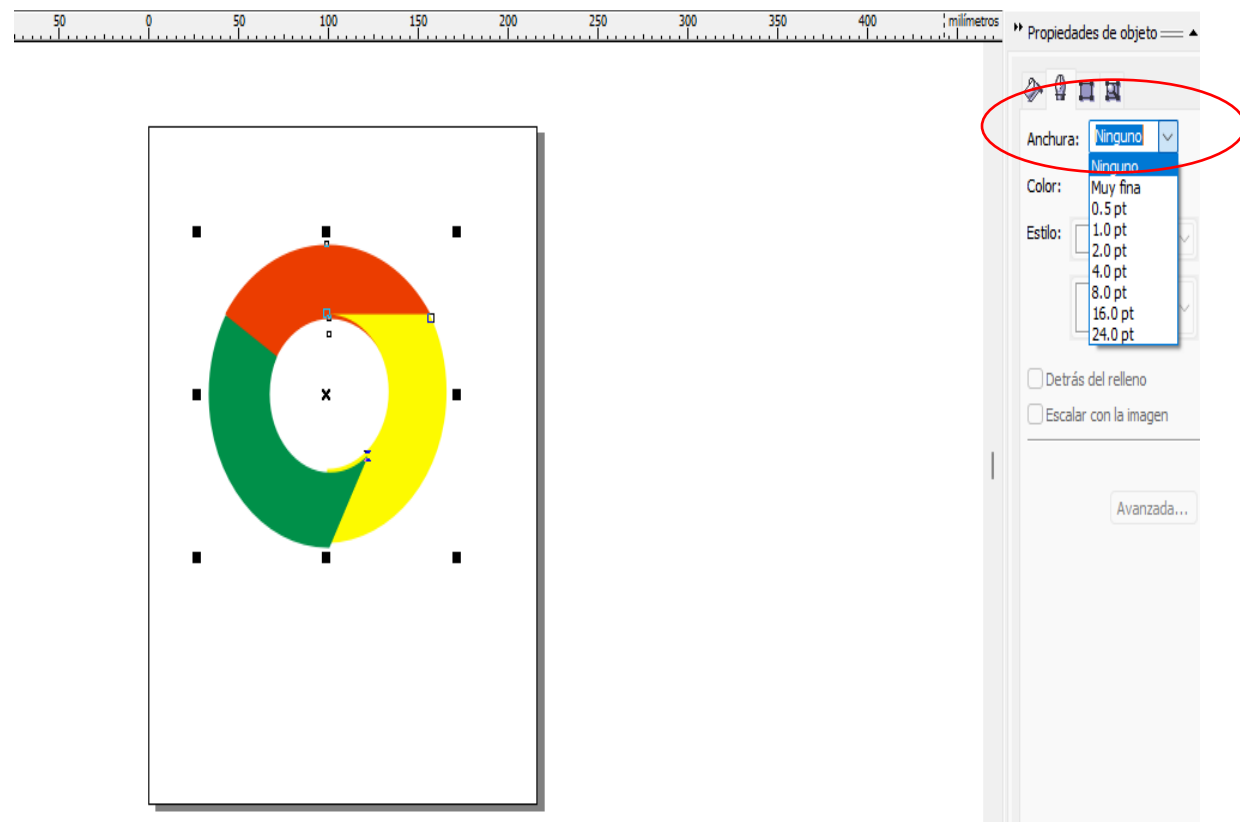 50 0 50 100 150 200 250 300 350 400 milímetros
Propiedades de objeto
Anchura: Ninguno
Ninguno
Color: Muy fina
0.5 pt
Estilo: 1.0 pt
2.0 pt
4.0 pt
8.0 pt
16.0 pt
24.0 pt
Detrás del relleno
Escalar con la imagen
Avanzada...